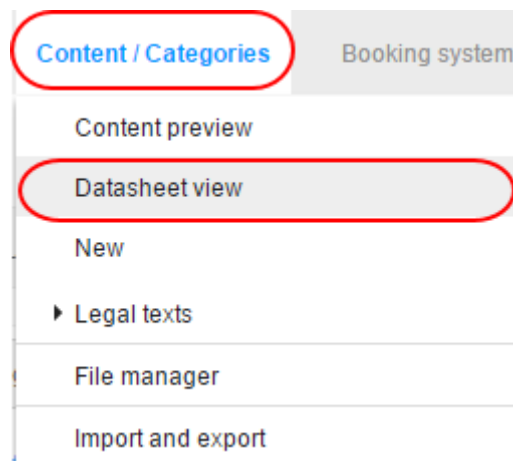 Content / Categories Booking system
Content preview
Datasheet view
New
Legal texts
File manager
Import and export